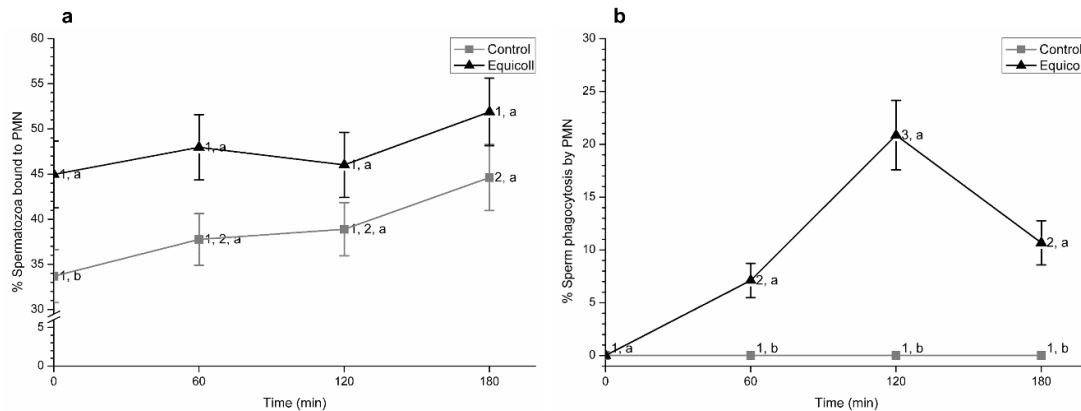 a
% Spermatozoa bound to PMN
60
55
50
45
40
35
30
5
0
Control
Equicoll
1, a
1, a
1, a
1, a
1, b
1, 2, a
1, 2, a
2, a
0
60
120
180
Time (min)
b
% Sperm phagocytosis by PMN
30
25
20
15
10
5
0
Control
Equico
3, a
2, a
2, a
1, a
1, b
1, b
1, b
0
60
120
180
Time (min)